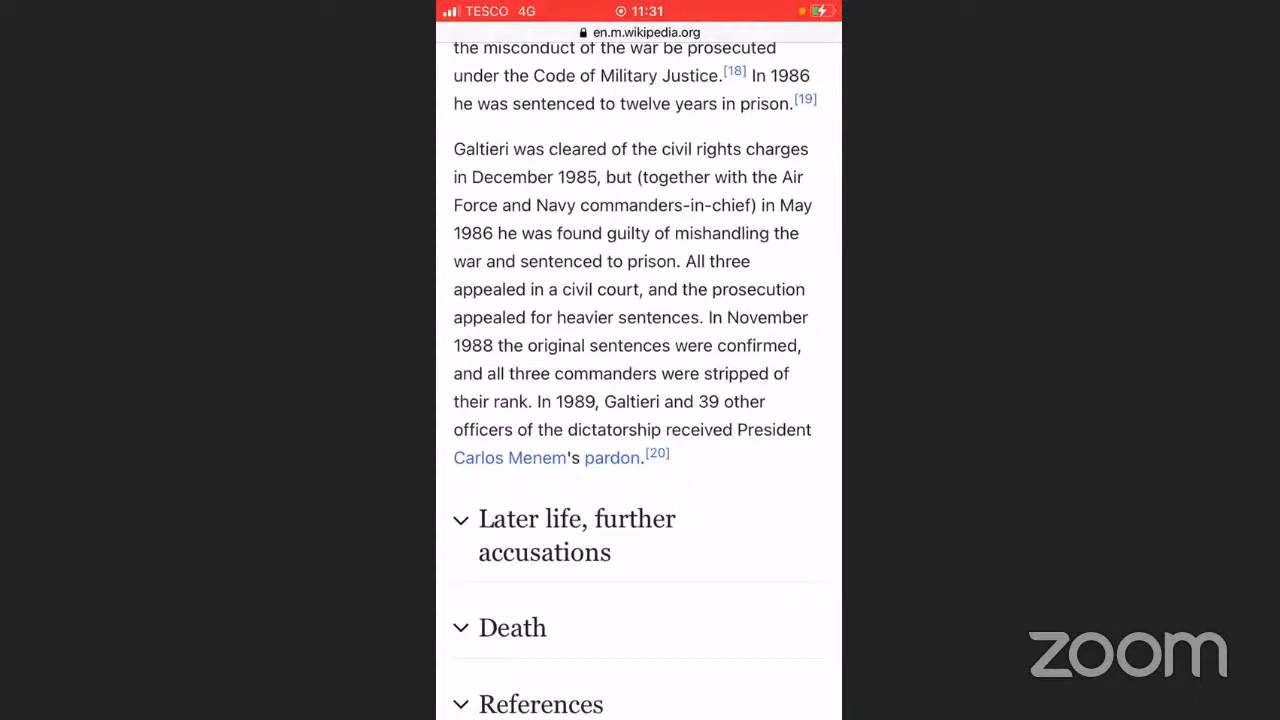 TESCO 4G 11:31
en.m.wikipedia.org
the misconduct of the war be prosecuted
under the Code of Military Justice.[18] In 1986
he was sentenced to twelve years in prison.[19]
Galtieri was cleared of the civil rights charges
in December 1985, but (together with the Air
Force and Navy commanders-in-chief) in May
1986 he was found guilty of mishandling the
war and sentenced to prison. All three
appealed in a civil court, and the prosecution
appealed for heavier sentences. In November
1988 the original sentences were confirmed,
and all three commanders were stripped of
their rank. In 1989, Galtieri and 39 other
officers of the dictatorship received President
Carlos Menem's pardon.[20]
Later life, further
accusations
Death
References
zoom